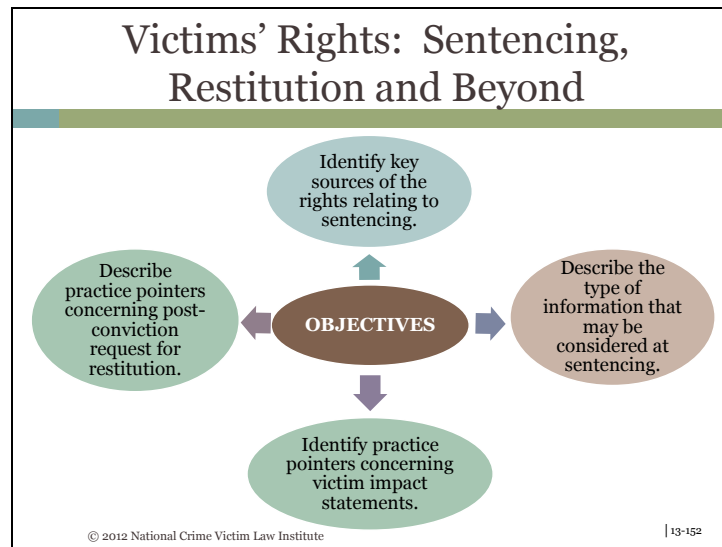 Victims’ Rights:  Sentencing,
Restitution and Beyond
Identify key
sources of the
rights relating to
sentencing.
Describe
practice pointers
concerning post-
conviction
request for
restitution.
OBJECTIVES
Describe the
type of
information that
may be
considered at
sentencing.
Identify practice
pointers concerning
victim impact
statements.
© 2012 National Crime Victim Law Institute
| 13-152